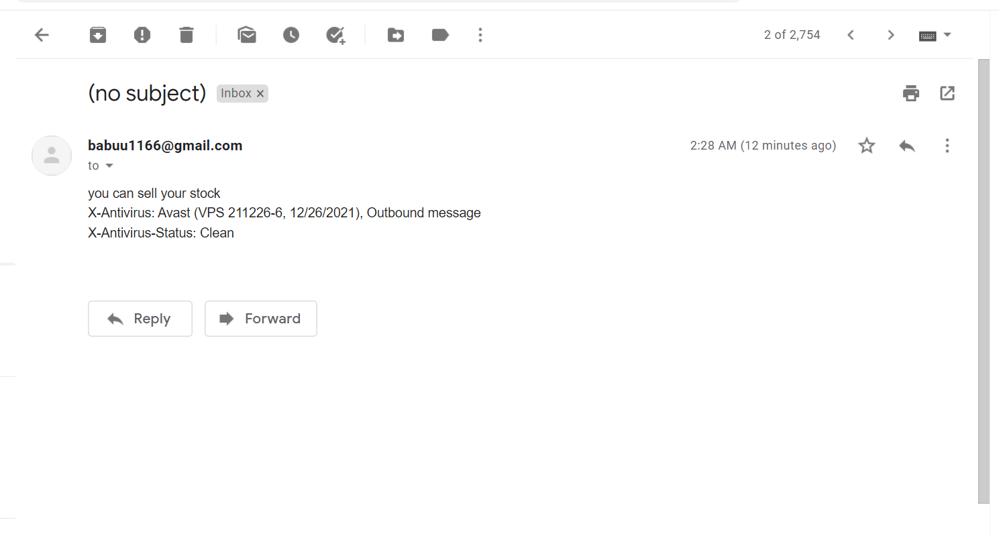 2 of 2,754
(no subject)
Inbox ×
babuu1166@gmail.com
2:28 AM (12 minutes ago)
to
you can sell your stock
X-Antivirus: Avast (VPS 211226-6, 12/26/2021), Outbound message
X-Antivirus-Status: Clean
Reply
Forward